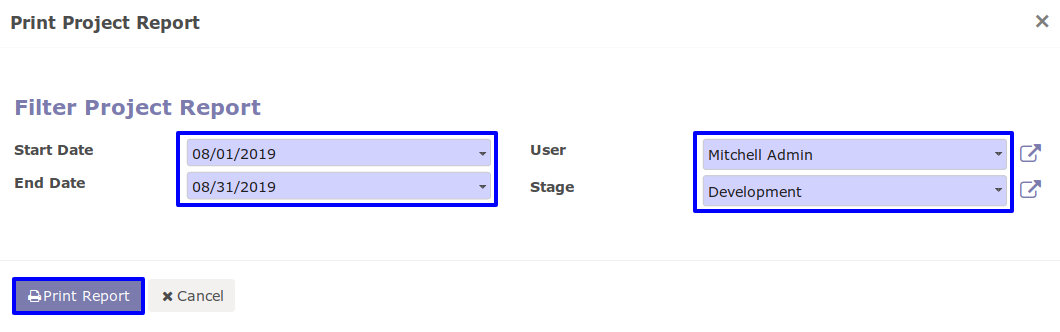 Print Project Report
Filter Project Report
Start Date 08/01/2019 User Mitchell Admin
End Date 08/31/2019 Stage Development
Print Report Cancel